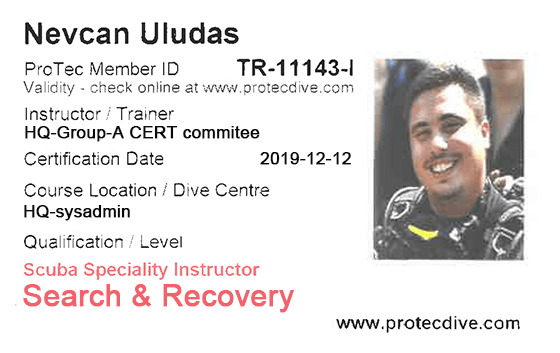 Nevcan Uludas
ProTec Member ID TR-11143-I
Validity - check online at www.protecdive.com
Instructor / Trainer
HQ-Group-A CERT commitee
Certification Date 2019-12-12
Course Location / Dive Centre
HQ-sysadmin
Qualification / Level
Scuba Speciality Instructor
Search & Recovery
www.protecdive.com